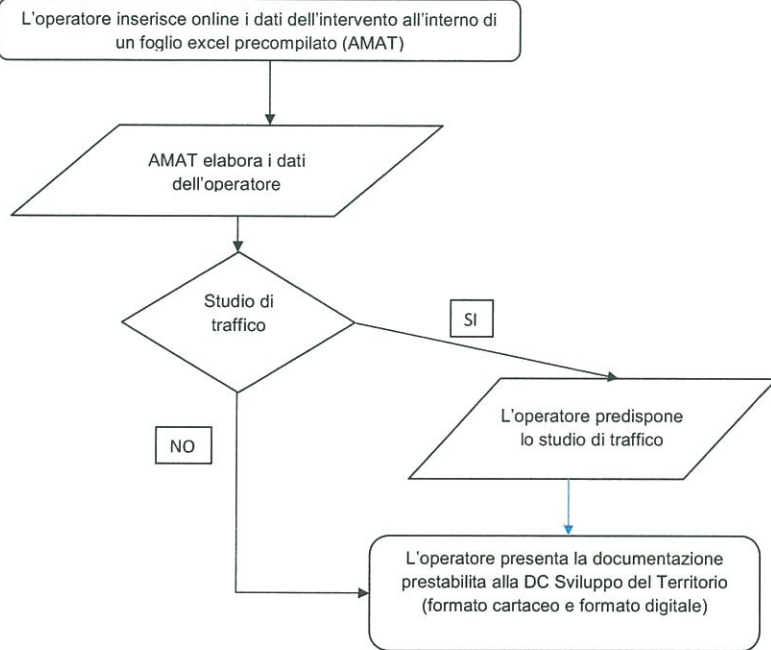 L'operatore inserisce online i dati dell'intervento all'interno di
un foglio excel precompilato (AMAT)
AMAT elabora i dati
dell'operatore
Studio di
traffico
SI
L'operatore predispone
lo studio di traffico
NO
L'operatore presenta la documentazione
prestabilita alla DC Sviluppo del Territorio
(formato cartaceo e formato digitale)